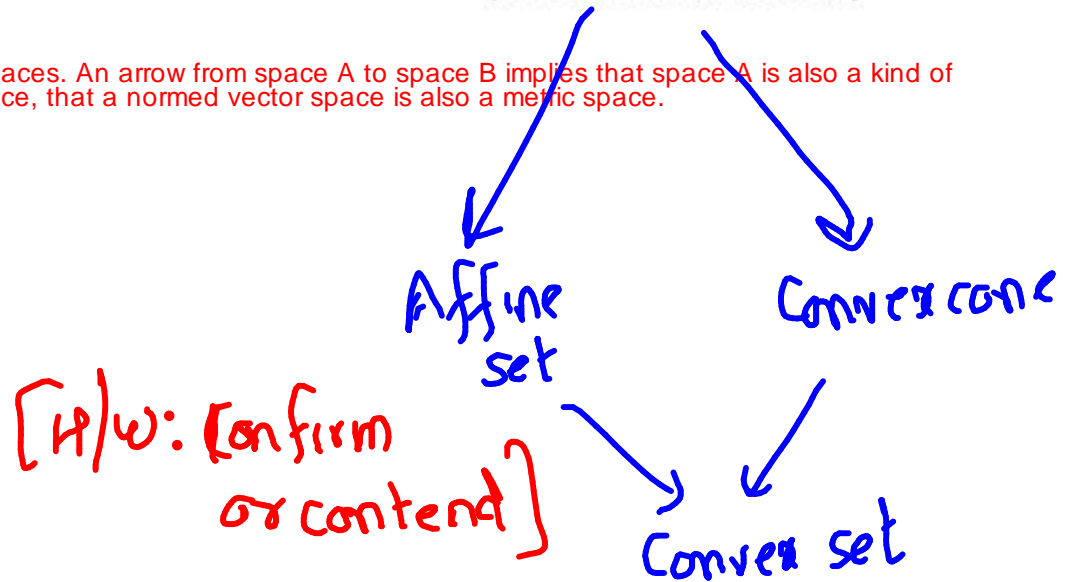 aces. An arrow from space A to space B implies that space A is also a kind of
ce, that a normed vector space is also a metric space.
Affine
set
Convex cone
[H/W: Confirm
or contend]
Convex set